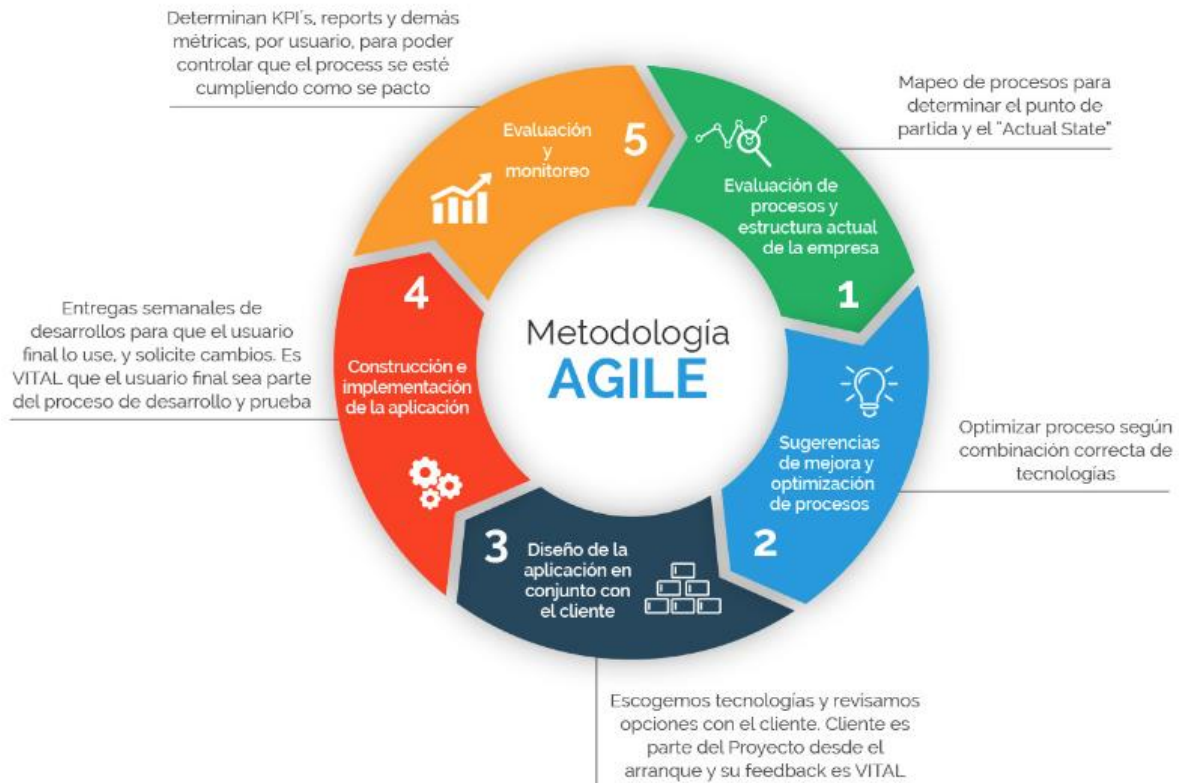 Determinan KPI´s, reports y demás
métricas, por usuario, para poder
controlar que el process se esté
cumpliendo como se pacto
Mapeo de procesos para
determinar el punto de
partida y el "Actual State"
5
Evaluación
y
monitoreo
Evaluación de
procesos y
estructura actual
de la empresa
1
Entregas semanales de
desarrollos para que el usuario
final lo use, y solicite cambios. Es
VITAL que el usuario final sea parte
del proceso de desarrollo y prueba
4
Construcción e
implementación
de la aplicación
Metodología
AGILE
Sugerencias
de mejora y
optimización
de procesos
2
Optimizar proceso según
combinación correcta de
tecnologías
3
Diseño de la
aplicación en
conjunto con
el cliente
Escogemos tecnologías y revisamos
opciones con el cliente. Cliente es
parte del Proyecto desde el
arranque y su feedback es VITAL